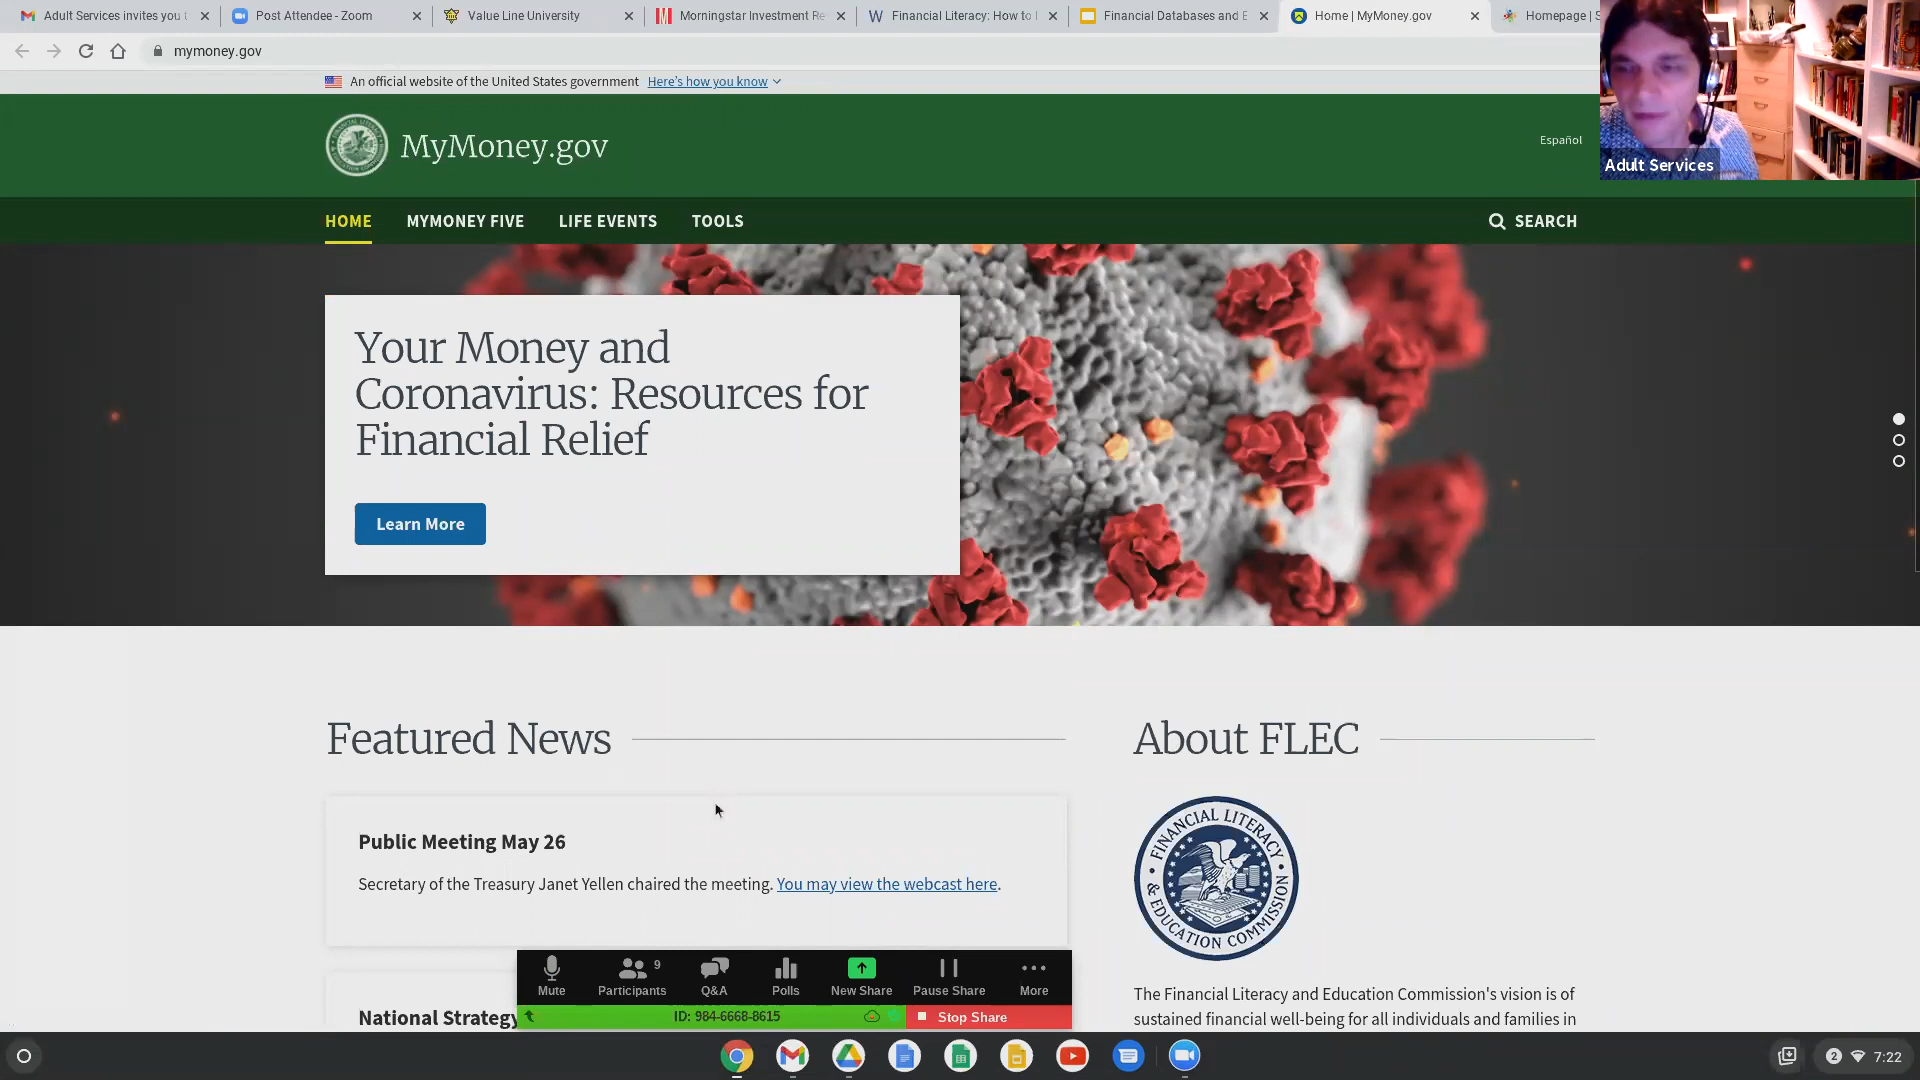 Adult Services invites you t
Post Attendee - Zoom
Value Line University
Morningstar Investment Re
Financial Literacy: How to
Financial Databases and E
Home | MyMoney.gov
Homepage | S
mymoney.gov
An official website of the United States government Here's how you know
MyMoney.gov
Español
Adult Services
HOME MYMONEY FIVE LIFE EVENTS TOOLS SEARCH
Your Money and
Coronavirus: Resources for
Financial Relief
Learn More
Featured News
About FLEC
Public Meeting May 26
Secretary of the Treasury Janet Yellen chaired the meeting. You may view the webcast here.
FINANCIAL LITERACY & EDUCATION COMMISSION
The Financial Literacy and Education Commission's vision is of
sustained financial well-being for all individuals and families in
National Strategy
9
Mute Participants Q&A Polls New Share Pause Share More
ID: 984-6668-8615 Stop Share
2 7:22